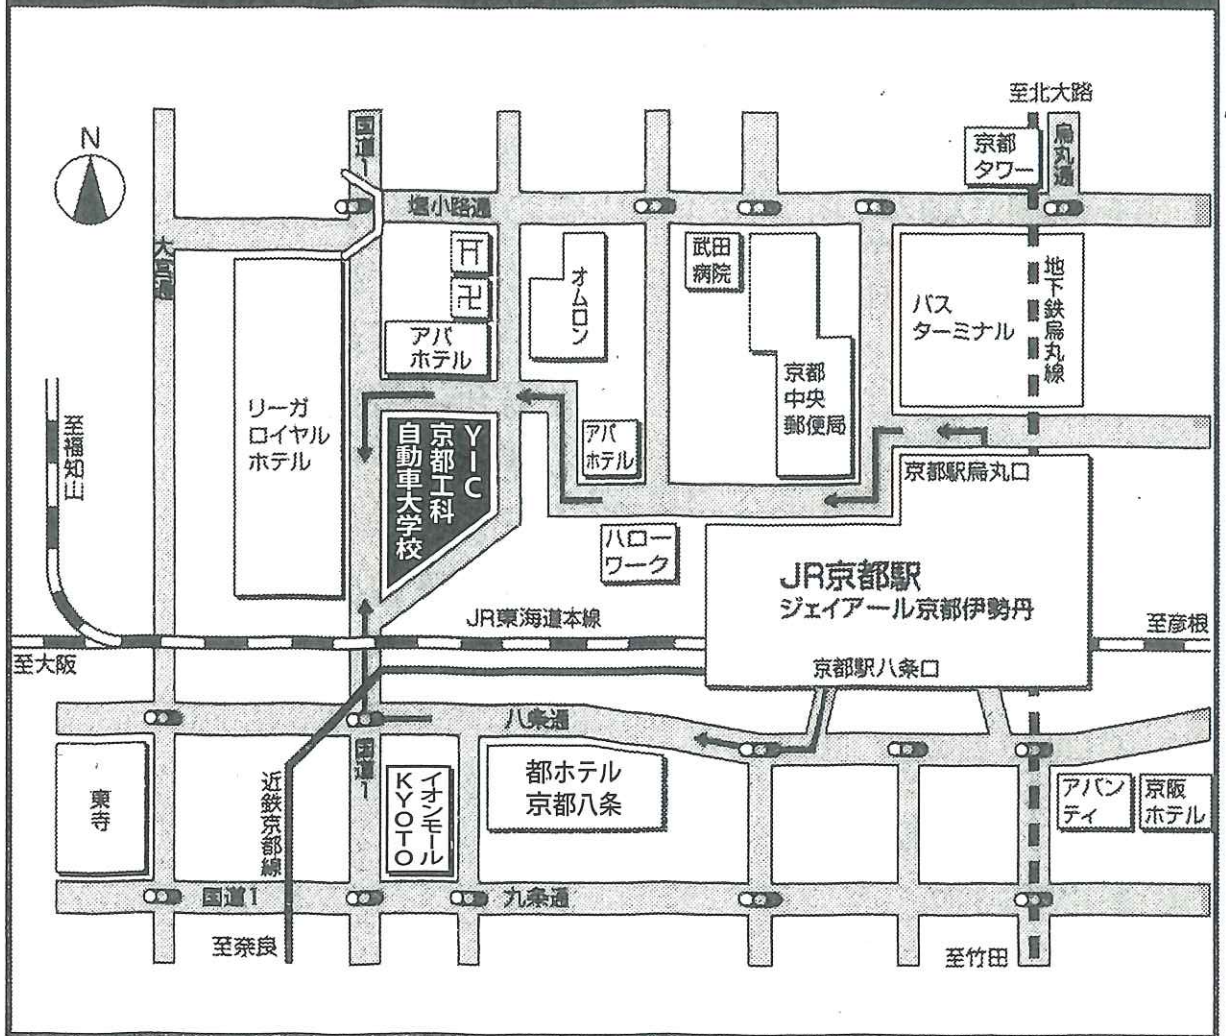 至北大路
N
国道1
京都
タワー
烏丸通
塩小路通
大宮通
卍
武田
病院
オムロン
アパ
ホテル
バス
ターミナル
地下鉄烏丸線
京都
中央
郵便局
リーガ
ロイヤル
ホテル
至福知山
YIC
京都工科
自動車大学校
アパ
ホテル
京都駅烏丸口
ハロー
ワーク
JR京都駅
ジェイアール京都伊勢丹
JR東海道本線
至彦根
至大阪
京都駅八条口
八条通
国道1
東寺
近鉄京都線
イオンモール
KYOTO
都ホテル
京都八条
アバン
ティ
京阪
ホテル
国道1
九条通
至奈良
至竹田